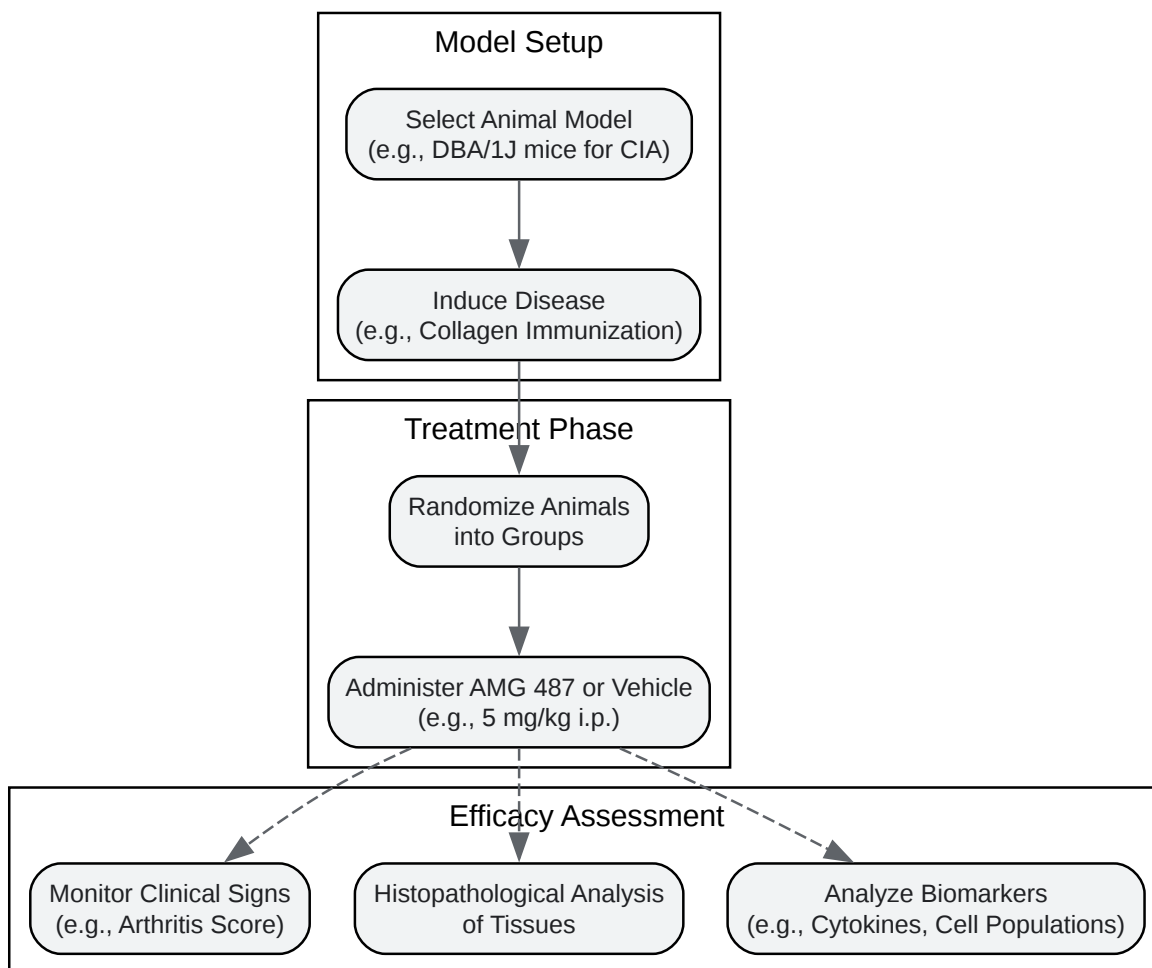 Model Setup
Select Animal Model
(e.g., DBA/1J mice for CIA)
Induce Disease
(e.g., Collagen Immunization)
Treatment Phase
Randomize Animals
into Groups
Administer AMG 487 or Vehicle
(e.g., 5 mg/kg i.p.)
Efficacy Assessment
Monitor Clinical Signs
(e.g., Arthritis Score)
Histopathological Analysis
of Tissues
Analyze Biomarkers
(e.g., Cytokines, Cell Populations)